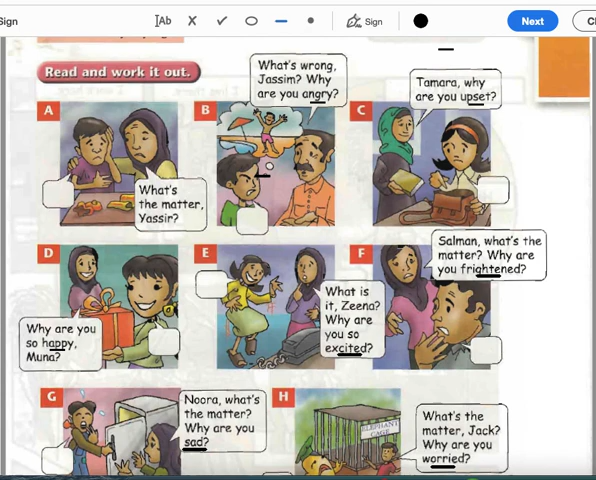 Sign
Ab
Sign
Next
Read and work it out.
A
What's
the matter,
Yassir?
B
What's wrong,
Jassim? Why
are you angry?
C
Tamara, why
are you upset?
D
Why are you
so happy,
Muna?
E
What is
it, Zeena?
Why are
you so
excited?
F
Salman, what's the
matter? Why are
you frightened?
G
Noora, what's
the matter?
Why are you
sad?
H
ELEPHANT
CAGE
What's the
matter, Jack?
Why are you
worried?